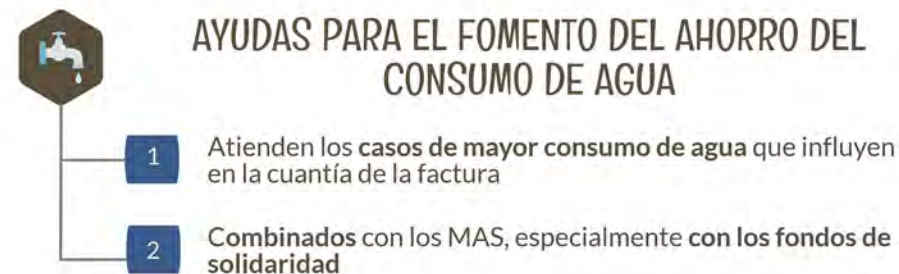 AYUDAS PARA EL FOMENTO DEL AHORRO DEL
CONSUMO DE AGUA
1
Atienden los casos de mayor consumo de agua que influyen
en la cuantía de la factura
2
Combinados con los MAS, especialmente con los fondos de
solidaridad